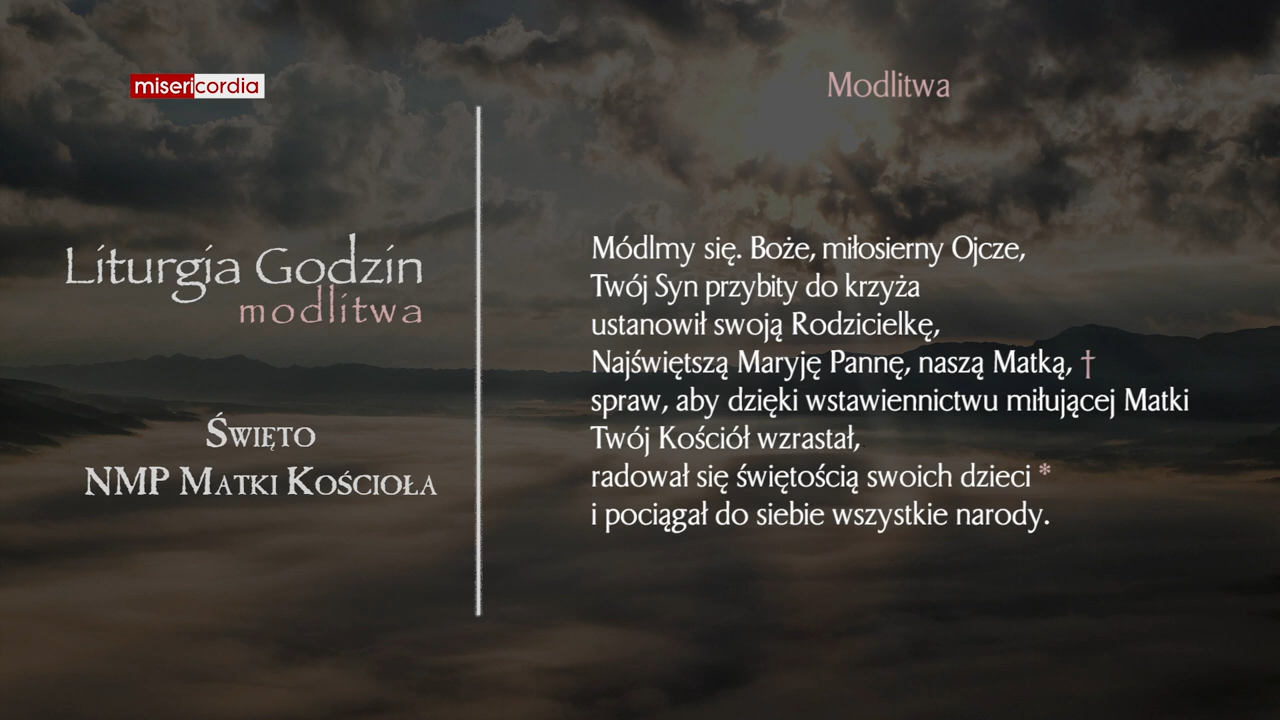 misericordia
Liturgia Godzin
modlitwa
Święto
NMP Matki Kościoła
Modlitwa
Módlmy się. Boże, miłosierny Ojcze,
Twój Syn przybity do krzyża
ustanowił swoją Rodzicielkę,
Najświętszą Maryję Pannę, naszą Matką, †
spraw, aby dzięki wstawiennictwu miłującej Matki
Twój Kościół wzrastał,
radował się świętością swoich dzieci *
i pociągał do siebie wszystkie narody.